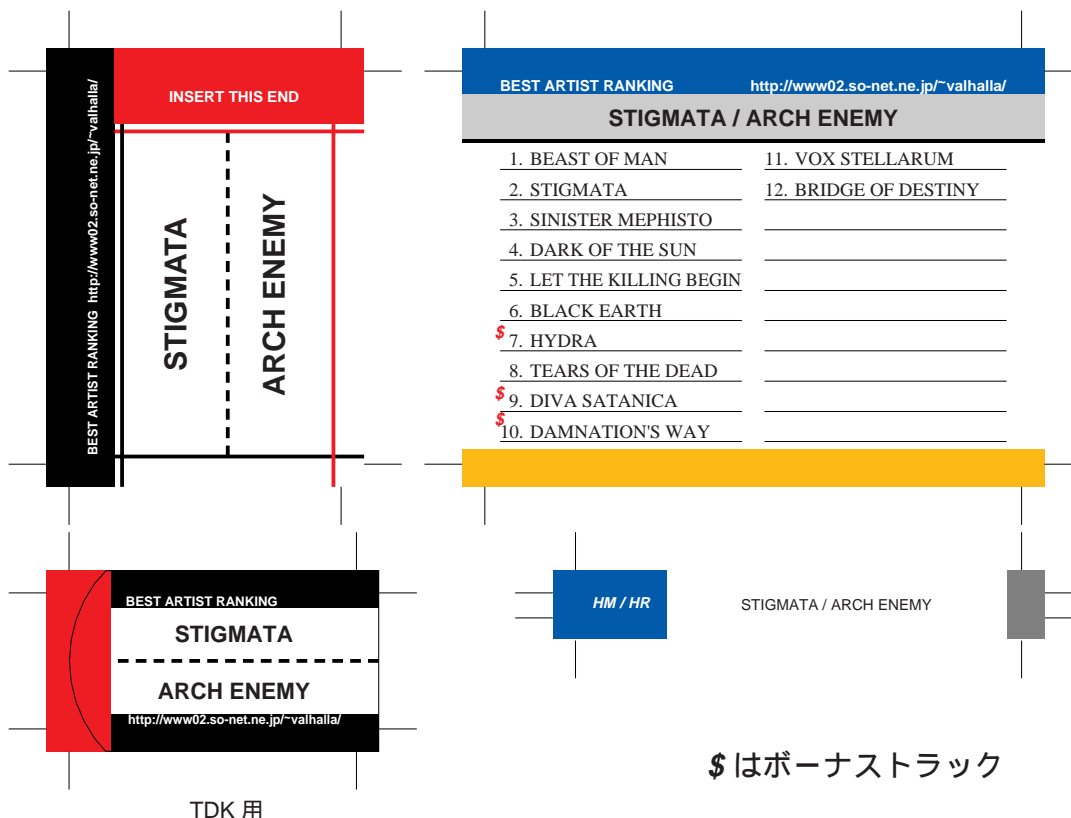 INSERT THIS END
BEST ARTIST RANKING http://www02.so-net.ne.jp/~valhalla/
STIGMATA
ARCH ENEMY
BEST ARTIST RANKING http://www02.so-net.ne.jp/~valhalla/
STIGMATA / ARCH ENEMY
1. BEAST OF MAN
2. STIGMATA
3. SINISTER MEPHISTO
4. DARK OF THE SUN
5. LET THE KILLING BEGIN
6. BLACK EARTH
$ 7. HYDRA
8. TEARS OF THE DEAD
$ 9. DIVA SATANICA
$ 10. DAMNATION'S WAY
11. VOX STELLARUM
12. BRIDGE OF DESTINY
BEST ARTIST RANKING
STIGMATA
ARCH ENEMY
http://www02.so-net.ne.jp/~valhalla/
TDK 用
HM / HR
STIGMATA / ARCH ENEMY
$ はボーナストラック